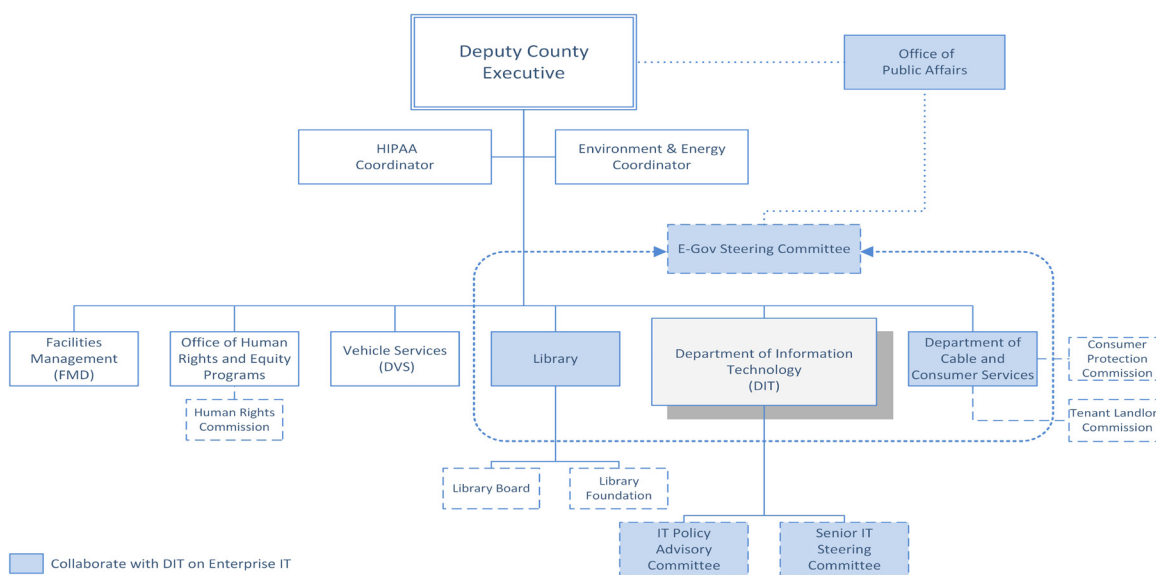 Deputy County
Executive
Office of
Public Affairs
HIPAA
Coordinator
Environment & Energy
Coordinator
E-Gov Steering Committee
Facilities
Management
(FMD)
Office of Human
Rights and Equity
Programs
Vehicle Services
(DVS)
Library
Department of Information
Technology
(DIT)
Department of
Cable and
Consumer Services
Consumer
Protection
Commission
Human Rights
Commission
Tenant Landlor
Commission
Library Board
Library
Foundation
IT Policy
Advisory
Committee
Senior IT
Steering
Committee
Collaborate with DIT on Enterprise IT